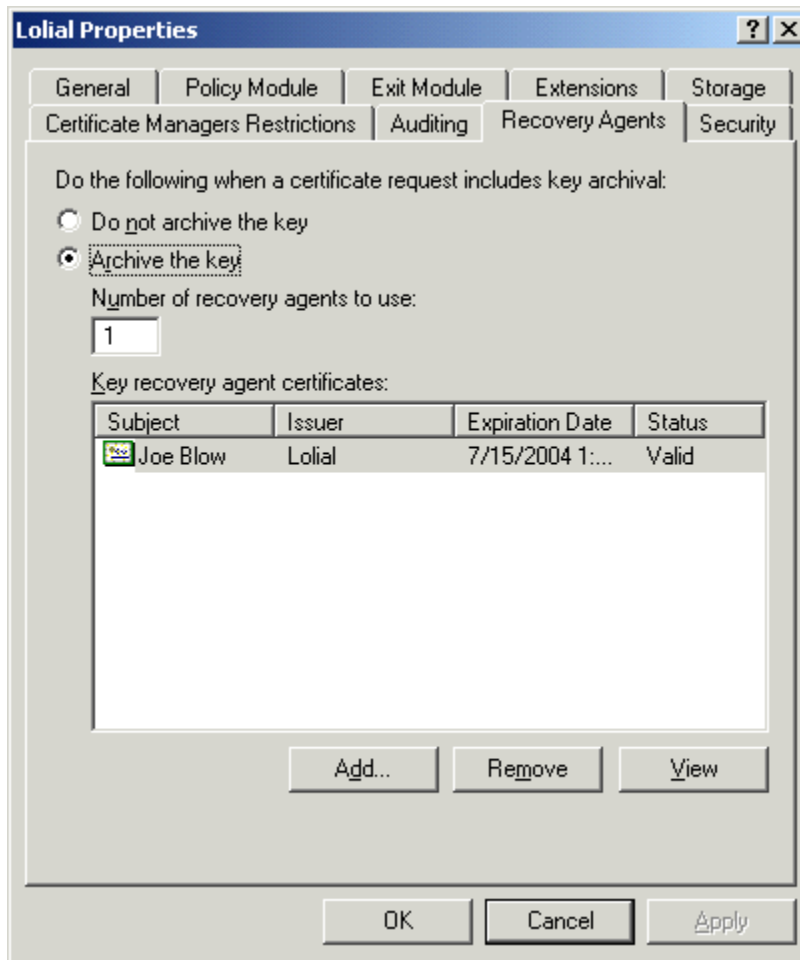 Lolial Properties
General Policy Module Exit Module Extensions Storage
Certificate Managers Restrictions Auditing Recovery Agents Security
Do the following when a certificate request includes key archival:
Do not archive the key
Archive the key
Number of recovery agents to use:
1
Key recovery agent certificates:
Subject Issuer Expiration Date Status
Joe Blow Lolial 7/15/2004 1:... Valid
Add... Remove View
OK Cancel Apply